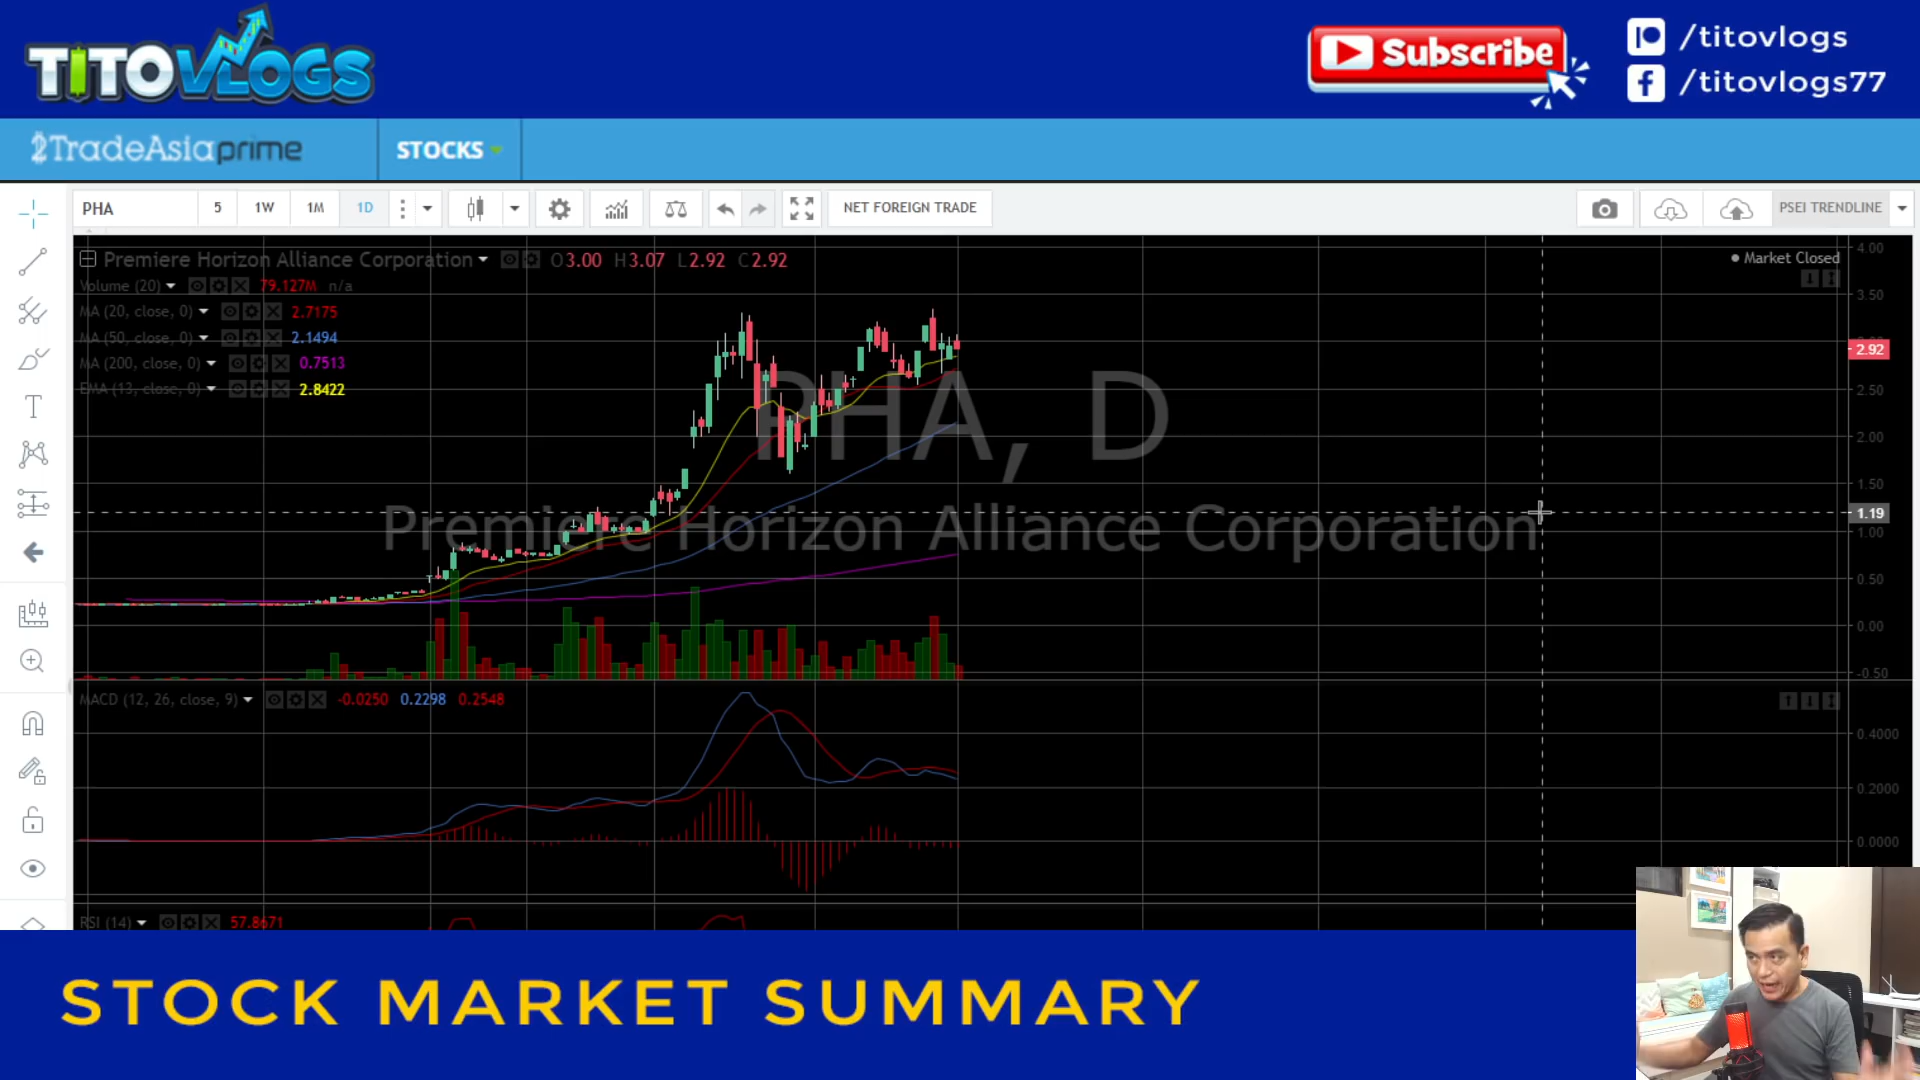 TITOVLOGS
Subscribe
/titovlogs
/titovlogs77
2TradeAsiaprime
STOCKS
PHA
5
1W
1M
1D
NET FOREIGN TRADE
PSEI TRENDLINE
Premiere Horizon Alliance Corporation
O3.00 H3.07 L2.92 C2.92
Market Closed
Volume (20) 79.127M n/a
MA (20, close, 0) 2.7175
MA (50, close, 0) 2.1494
MA (200, close, 0) 0.7513
EMA (13, close, 0) 2.8422
4.00
3.50
2.92
2.50
2.00
1.50
1.19
1.00
0.50
0.00
-0.50
PHA, D
Premiere Horizon Alliance Corporation
MACD (12, 26, close, 9) -0.0250 0.2298 0.2548
0.4000
0.2000
0.0000
RSI (14) 57.8671
STOCK MARKET SUMMARY